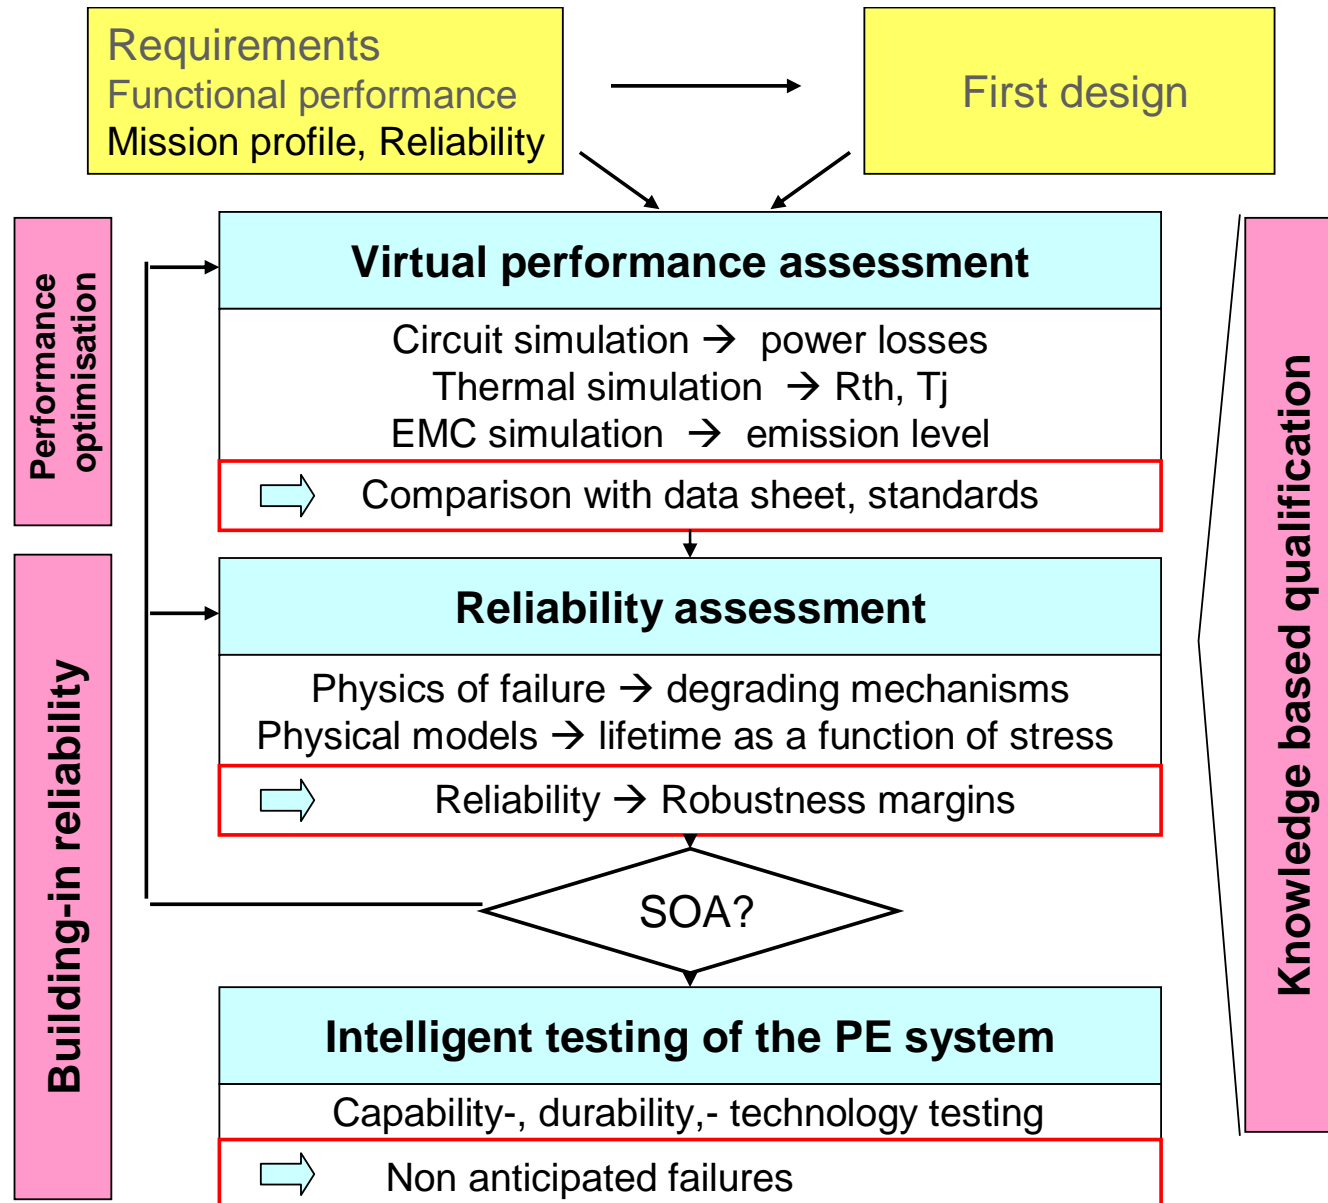 Requirements
Functional performance
Mission profile, Reliability
First design
Performance
optimisation
Virtual performance assessment
Circuit simulation → power losses
Thermal simulation → Rth, Tj
EMC simulation → emission level
Comparison with data sheet, standards
Building-in reliability
Reliability assessment
Physics of failure → degrading mechanisms
Physical models → lifetime as a function of stress
Reliability → Robustness margins
SOA?
Intelligent testing of the PE system
Capability-, durability,- technology testing
Non anticipated failures
Knowledge based qualification